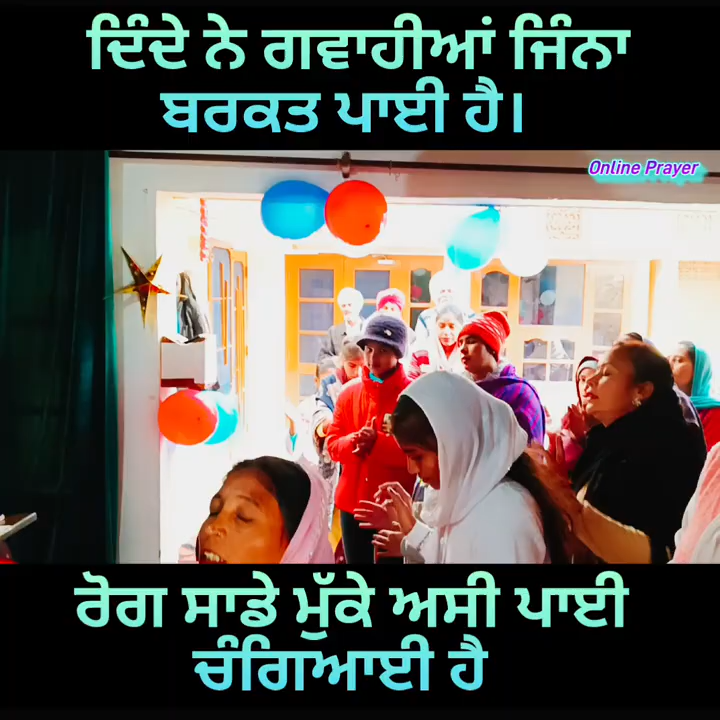 ਦਿੰਦੇ ਨੇ ਗਵਾਹੀਆਂ ਜਿੰਨਾ
ਬਰਕਤ ਪਾਈ ਹੈ।
Online Prayer
ਰੋਗ ਸਾਡੇ ਮੁੱਕੇ ਅਸੀ ਪਾਈ
ਚੰਗਿਆਈ ਹੈ